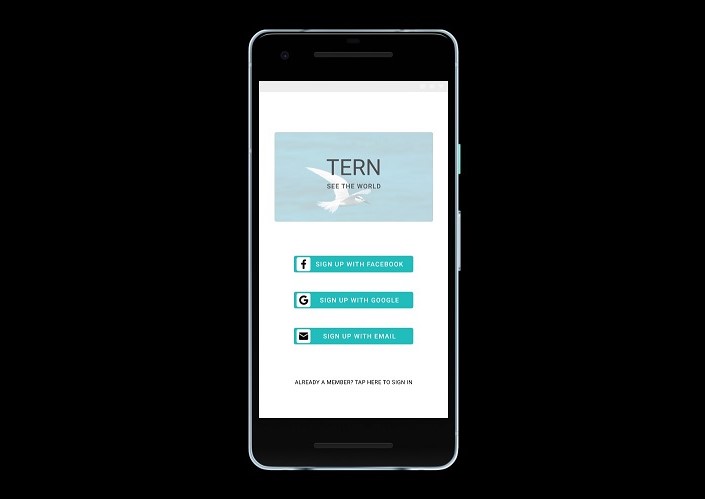 TERN
SEE THE WORLD
SIGN UP WITH FACEBOOK
SIGN UP WITH GOOGLE
SIGN UP WITH EMAIL
ALREADY A MEMBER? TAP HERE TO SIGN IN